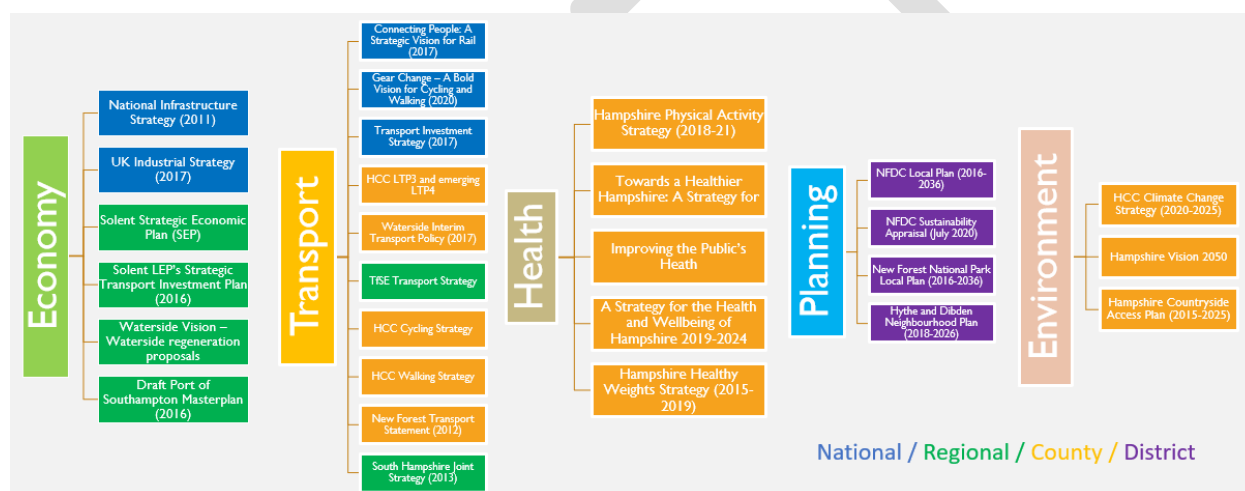 Economy
National Infrastructure
Strategy (2011)
UK Industrial Strategy
(2017)
Solent Strategic Economic
Plan (SEP)
Solent LEP's Strategic
Transport Investment Plan
(2016)
Waterside Vision –
Waterside regeneration
proposals
Draft Port of
Southampton Masterplan
(2016)
Transport
Connecting People: A
Strategic Vision for Rail
(2017)
Gear Change – A Bold
Vision for Cycling and
Walking (2020)
Transport Investment
Strategy (2017)
HCC LTP3 and emerging
LTP4
Waterside Interim
Transport Policy (2017)
TfSE Transport Strategy
HCC Cycling Strategy
HCC Walking Strategy
New Forest Transport
Statement (2012)
South Hampshire Joint
Strategy (2013)
Health
Hampshire Physical Activity
Strategy (2018-21)
Towards a Healthier
Hampshire: A Strategy for
Improving the Public's
Heath
A Strategy for the Health
and Wellbeing of
Hampshire 2019-2024
Hampshire Healthy
Weights Strategy (2015-
2019)
Planning
NFDC Local Plan (2016-
2036)
NFDC Sustainability
Appraisal (July 2020)
New Forest National Park
Local Plan (2016-2036)
Hythe and Dibden
Neighbourhood Plan
(2018-2026)
Environment
HCC Climate Change
Strategy (2020-2025)
Hampshire Vision 2050
Hampshire Countryside
Access Plan (2015-2025)
National / Regional / County / District